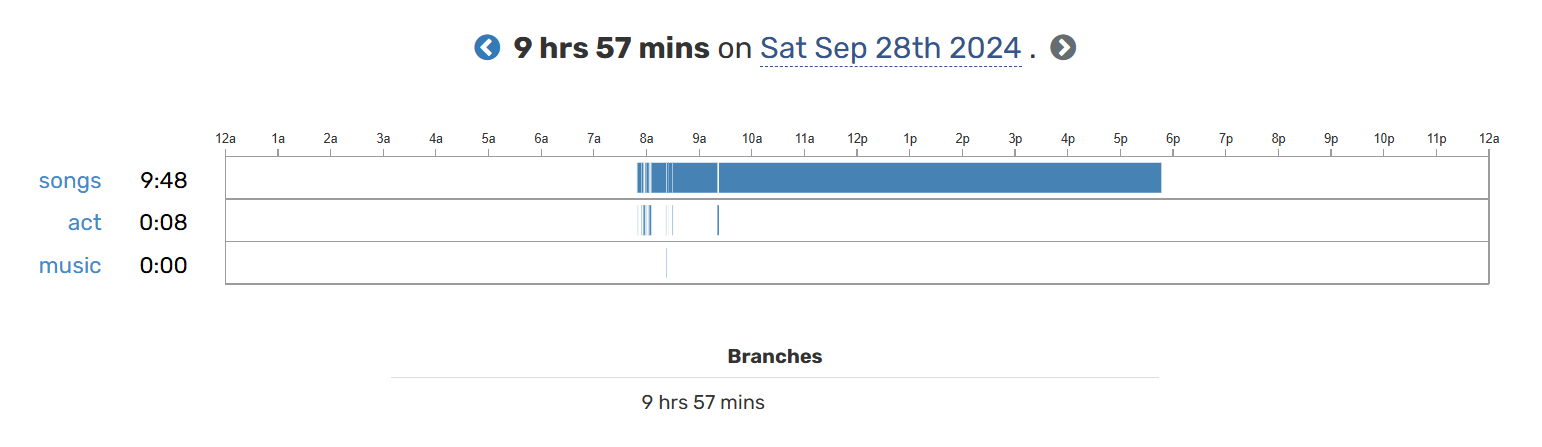 9 hrs 57 mins on Sat Sep 28th 2024 .
12a 1a 2a 3a 4a 5a 6a 7a 8a 9a 10a 11a 12p 1p 2p 3p 4p 5p 6p 7p 8p 9p 10p 11p 12a
songs 9:48
act 0:08
music 0:00
Branches
9 hrs 57 mins